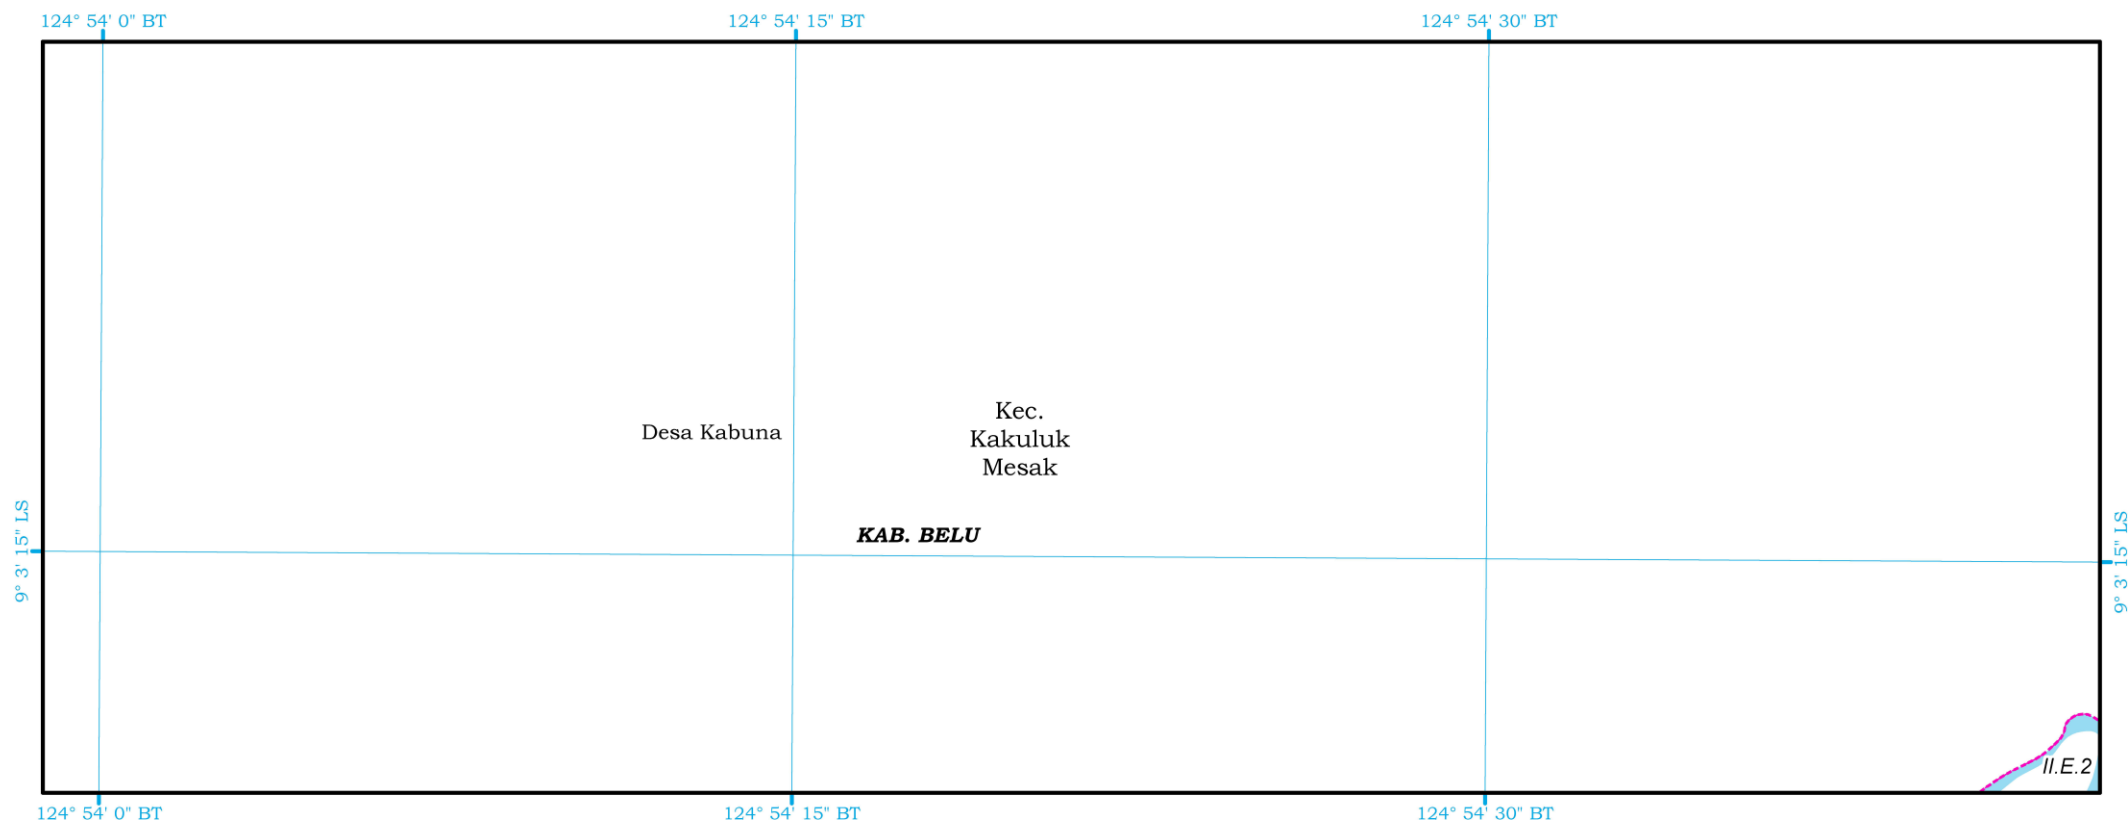 124° 54' 0" BT
124° 54' 15" BT
124° 54' 30" BT
Kec.
Kakuluk
Mesak
Desa Kabuna
KAB. BELU
9° 3' 15" LS
9° 3' 15" LS
II.E.2
124° 54' 0" BT
124° 54' 15" BT
124° 54' 30" BT